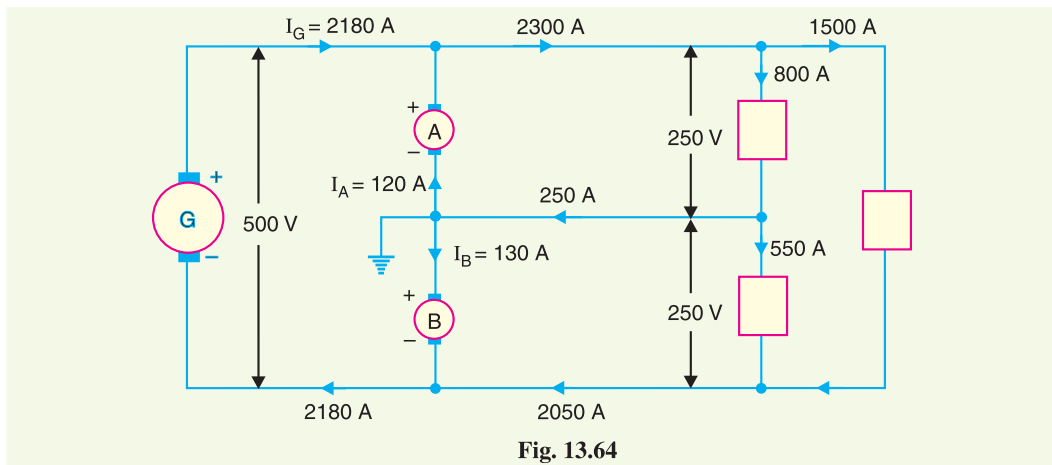 I_G = 2180 A
2300 A
1500 A
800 A
+
A
−
250 V
I_A = 120 A
250 A
+
G
−
500 V
I_B = 130 A
550 A
+
B
−
250 V
2180 A
2050 A
Fig. 13.64